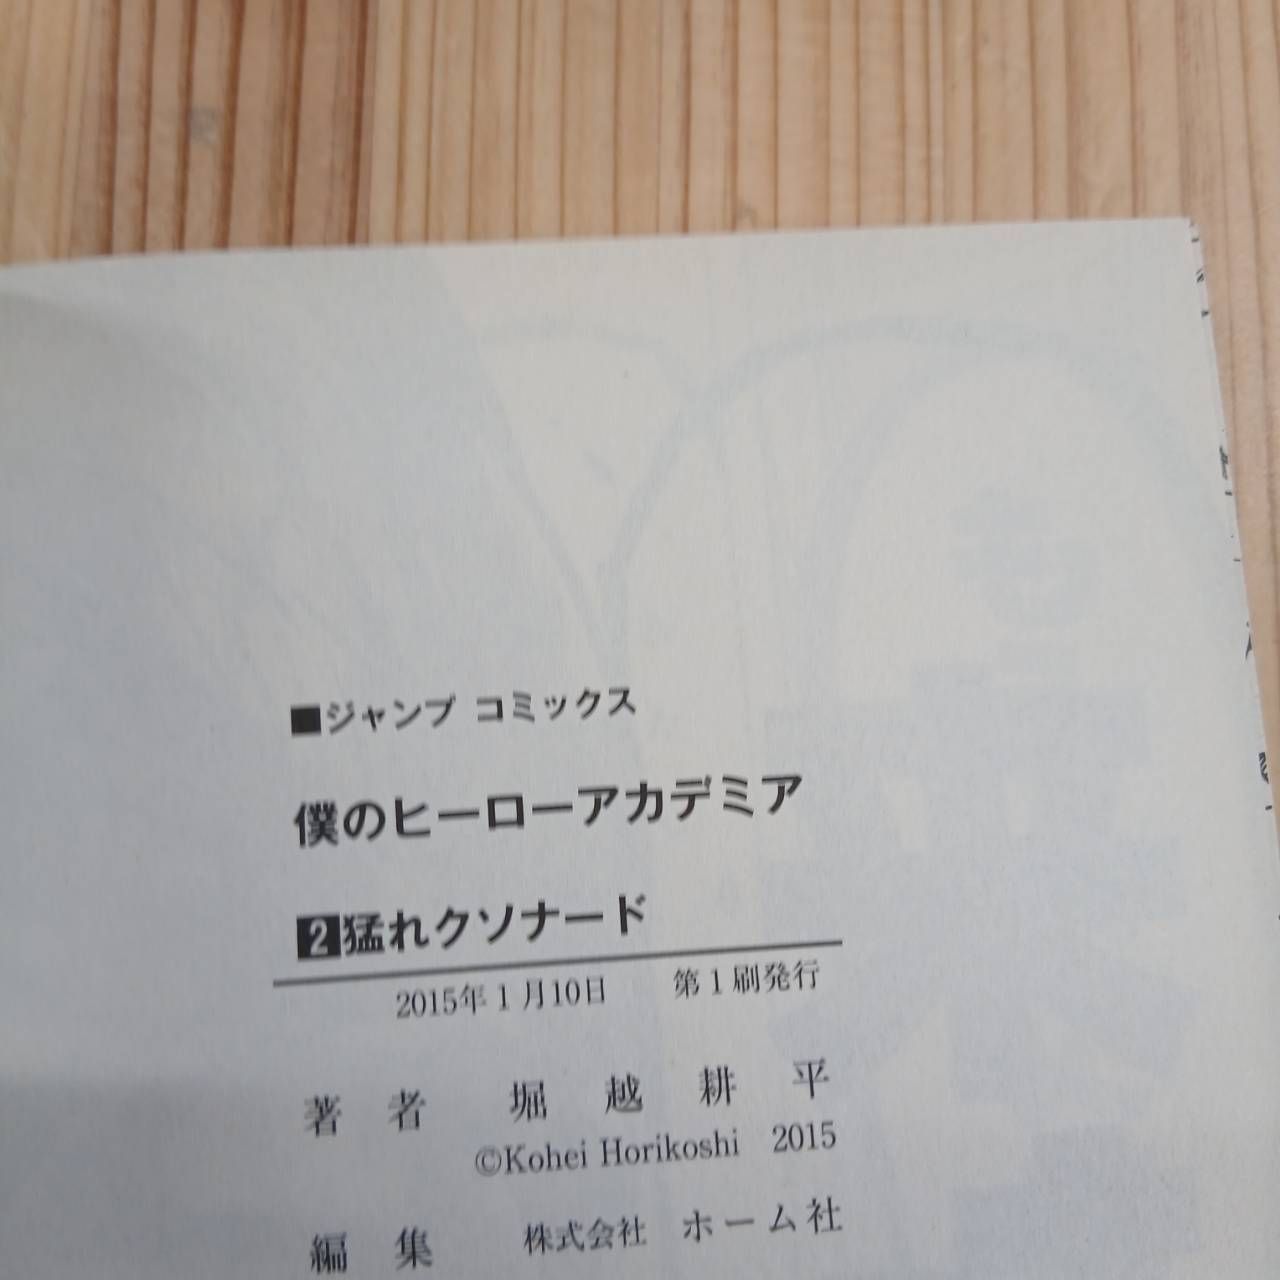 ■ジャンプ コミックス
僕のヒーローアカデミア
2猛れクソナード
2015年1月10日 第1刷発行
著者 堀越耕平
©Kohei Horikoshi 2015
編集 株式会社 ホーム社